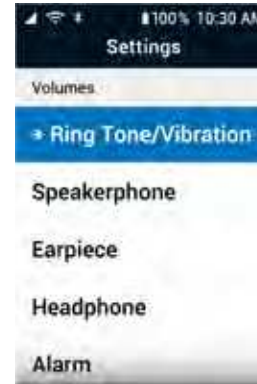 100% 10:30 AM
Settings
Volumes
Ring Tone/Vibration
Speakerphone
Earpiece
Headphone
Alarm